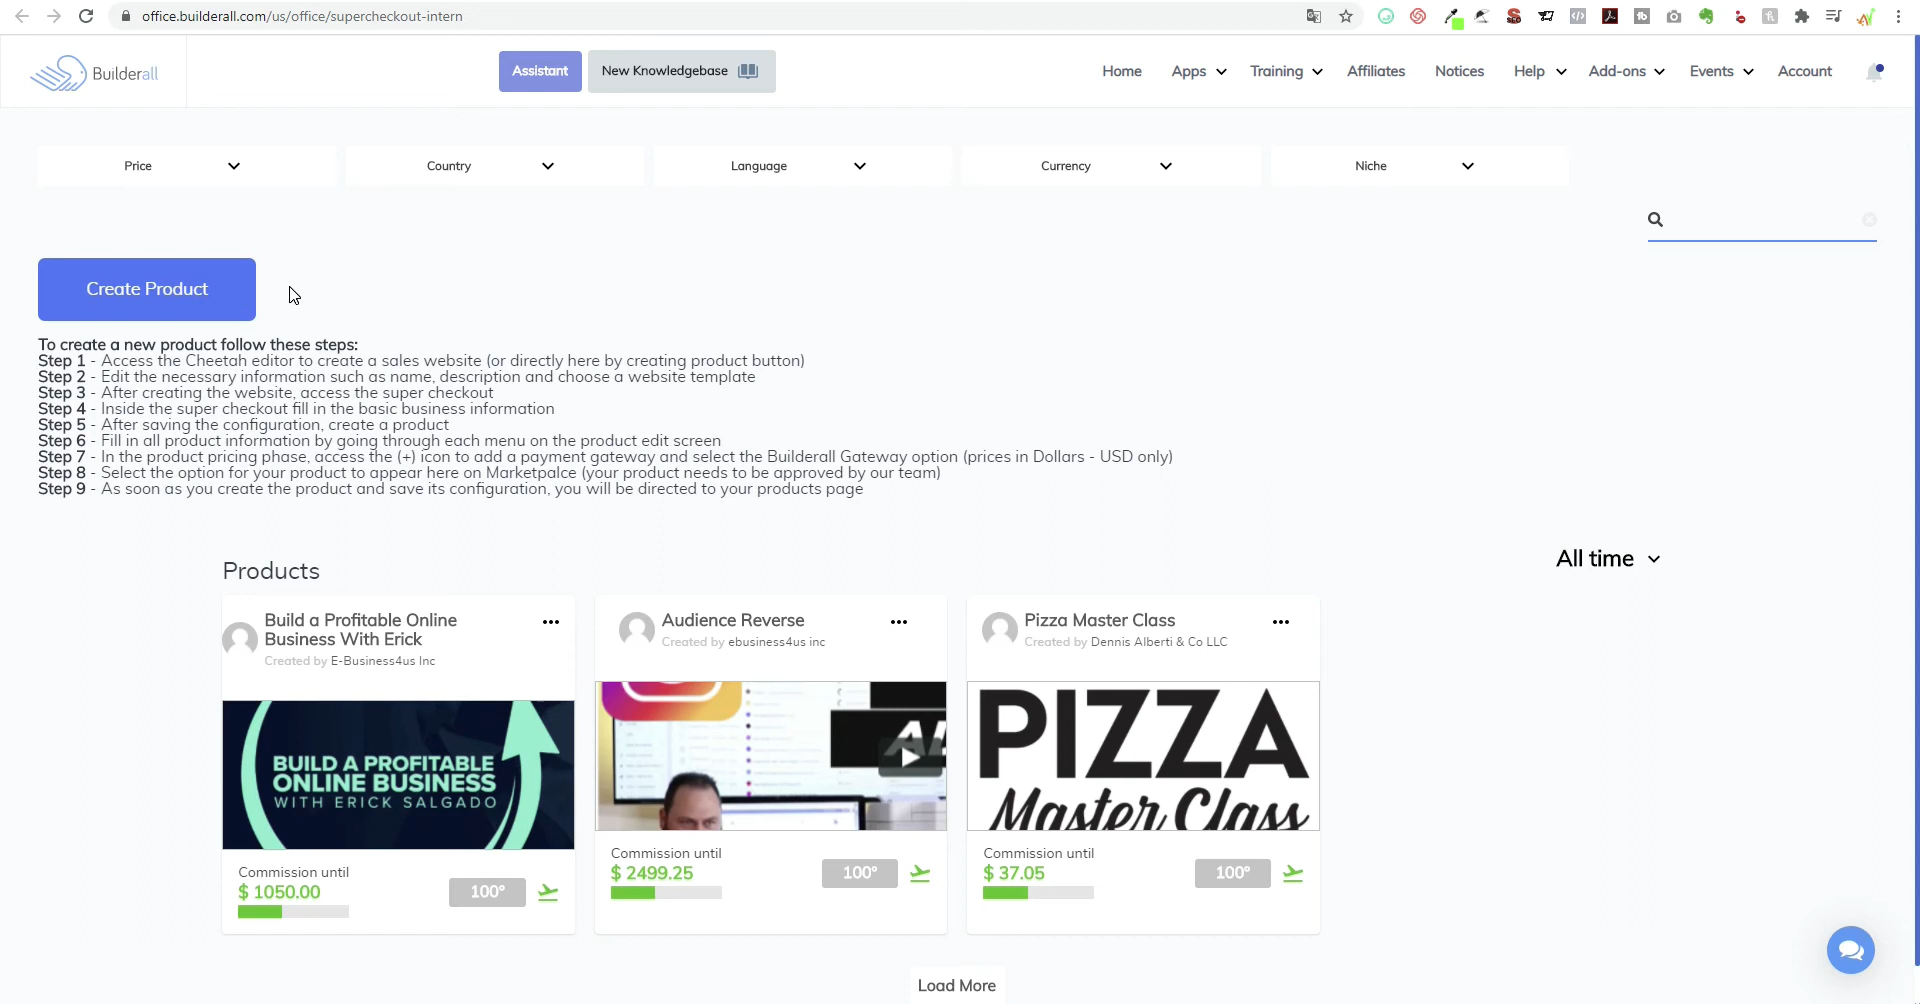 office.builderall.com/us/office/supercheckout-intern
Builderall
Assistant
New Knowledgebase
Home
Apps
Training
Affiliates
Notices
Help
Add-ons
Events
Account
Price
Country
Language
Currency
Niche
Create Product
To create a new product follow these steps:
Step 1 - Access the Cheetah editor to create a sales website (or directly here by creating product button)
Step 2 - Edit the necessary information such as name, description and choose a website template
Step 3 - After creating the website, access the super checkout
Step 4 - Inside the super checkout fill in the basic business information
Step 5 - After saving the configuration, create a product
Step 6 - Fill in all product information by going through each menu on the product edit screen
Step 7 - In the product pricing phase, access the (+) icon to add a payment gateway and select the Builderall Gateway option (prices in Dollars - USD only)
Step 8 - Select the option for your product to appear here on Marketpalce (your product needs to be approved by our team)
Step 9 - As soon as you create the product and save its configuration, you will be directed to your products page
All time
Products
Build a Profitable Online
Business With Erick
Created by E-Business4us Inc
BUILD A PROFITABLE
ONLINE BUSINESS
WITH ERICK SALGADO
Commission until
$ 1050.00
100°
Audience Reverse
Created by ebusiness4us inc
Commission until
$ 2499.25
100°
Pizza Master Class
Created by Dennis Alberti & Co LLC
PIZZA
Master Class
Commission until
$ 37.05
100°
Load More